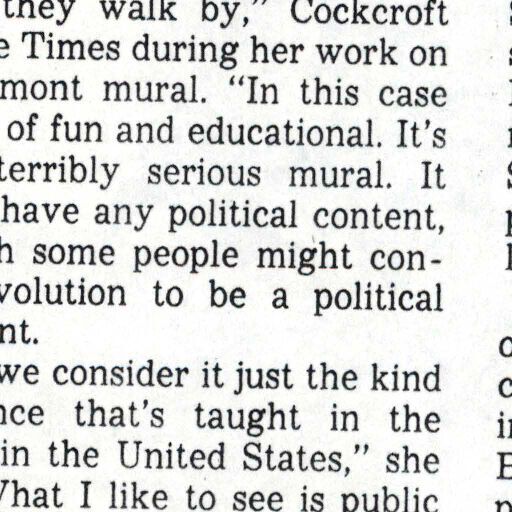 they walk by," Cockcroft
Times during her work on
mont mural. "In this case
of fun and educational. It's
terribly serious mural. It
have any political content,
some people might con-
volution to be a political
nt.
we consider it just the kind
nce that's taught in the
in the United States," she
What I like to see is public